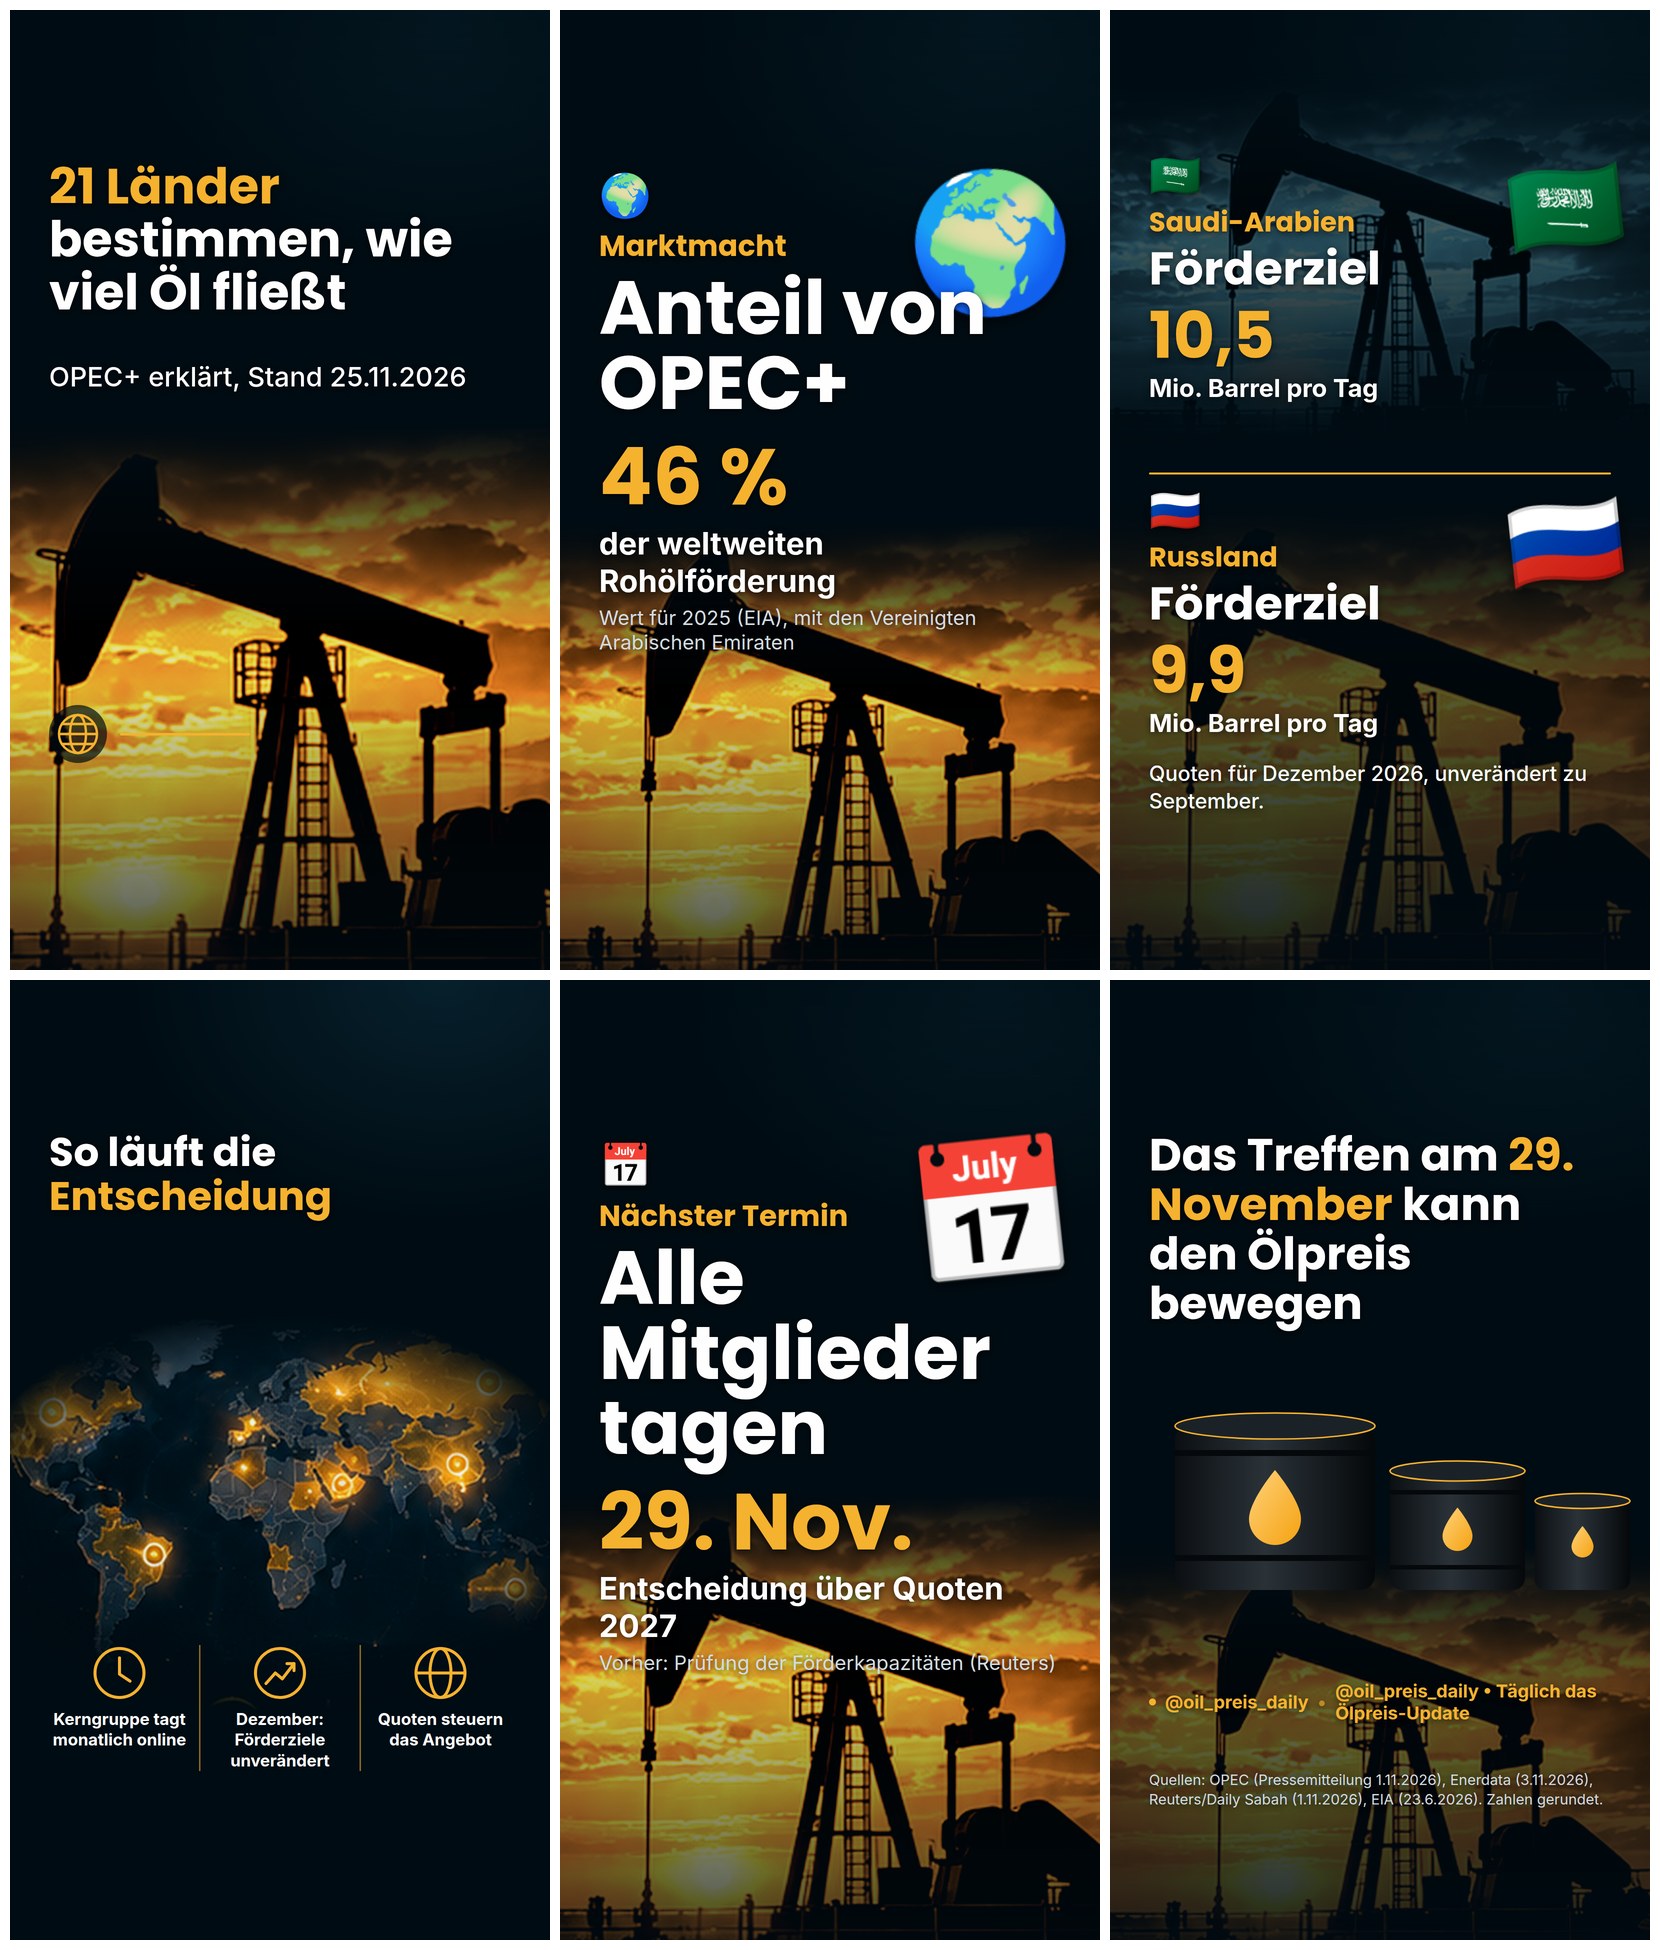 21 Länder
bestimmen, wie
viel Öl fließt
OPEC+ erklärt, Stand 25.11.2026
Marktmacht
Anteil von
OPEC+
46 %
der weltweiten
Rohölförderung
Wert für 2025 (EIA), mit den Vereinigten
Arabischen Emiraten
Saudi-Arabien
Förderziel
10,5
Mio. Barrel pro Tag
Russland
Förderziel
9,9
Mio. Barrel pro Tag
Quoten für Dezember 2026, unverändert zu
September.
So läuft die
Entscheidung
Kerngruppe tagt
monatlich online
Dezember:
Förderziele
unverändert
Quoten steuern
das Angebot
July
17
July
17
Nächster Termin
Alle
Mitglieder
tagen
29. Nov.
Entscheidung über Quoten
2027
Vorher: Prüfung der Förderkapazitäten (Reuters)
Das Treffen am 29.
November kann
den Ölpreis
bewegen
• @oil_preis_daily •
@oil_preis_daily • Täglich das
Ölpreis-Update
Quellen: OPEC (Pressemitteilung 1.11.2026), Enerdata (3.11.2026),
Reuters/Daily Sabah (1.11.2026), EIA (23.6.2026). Zahlen gerundet.